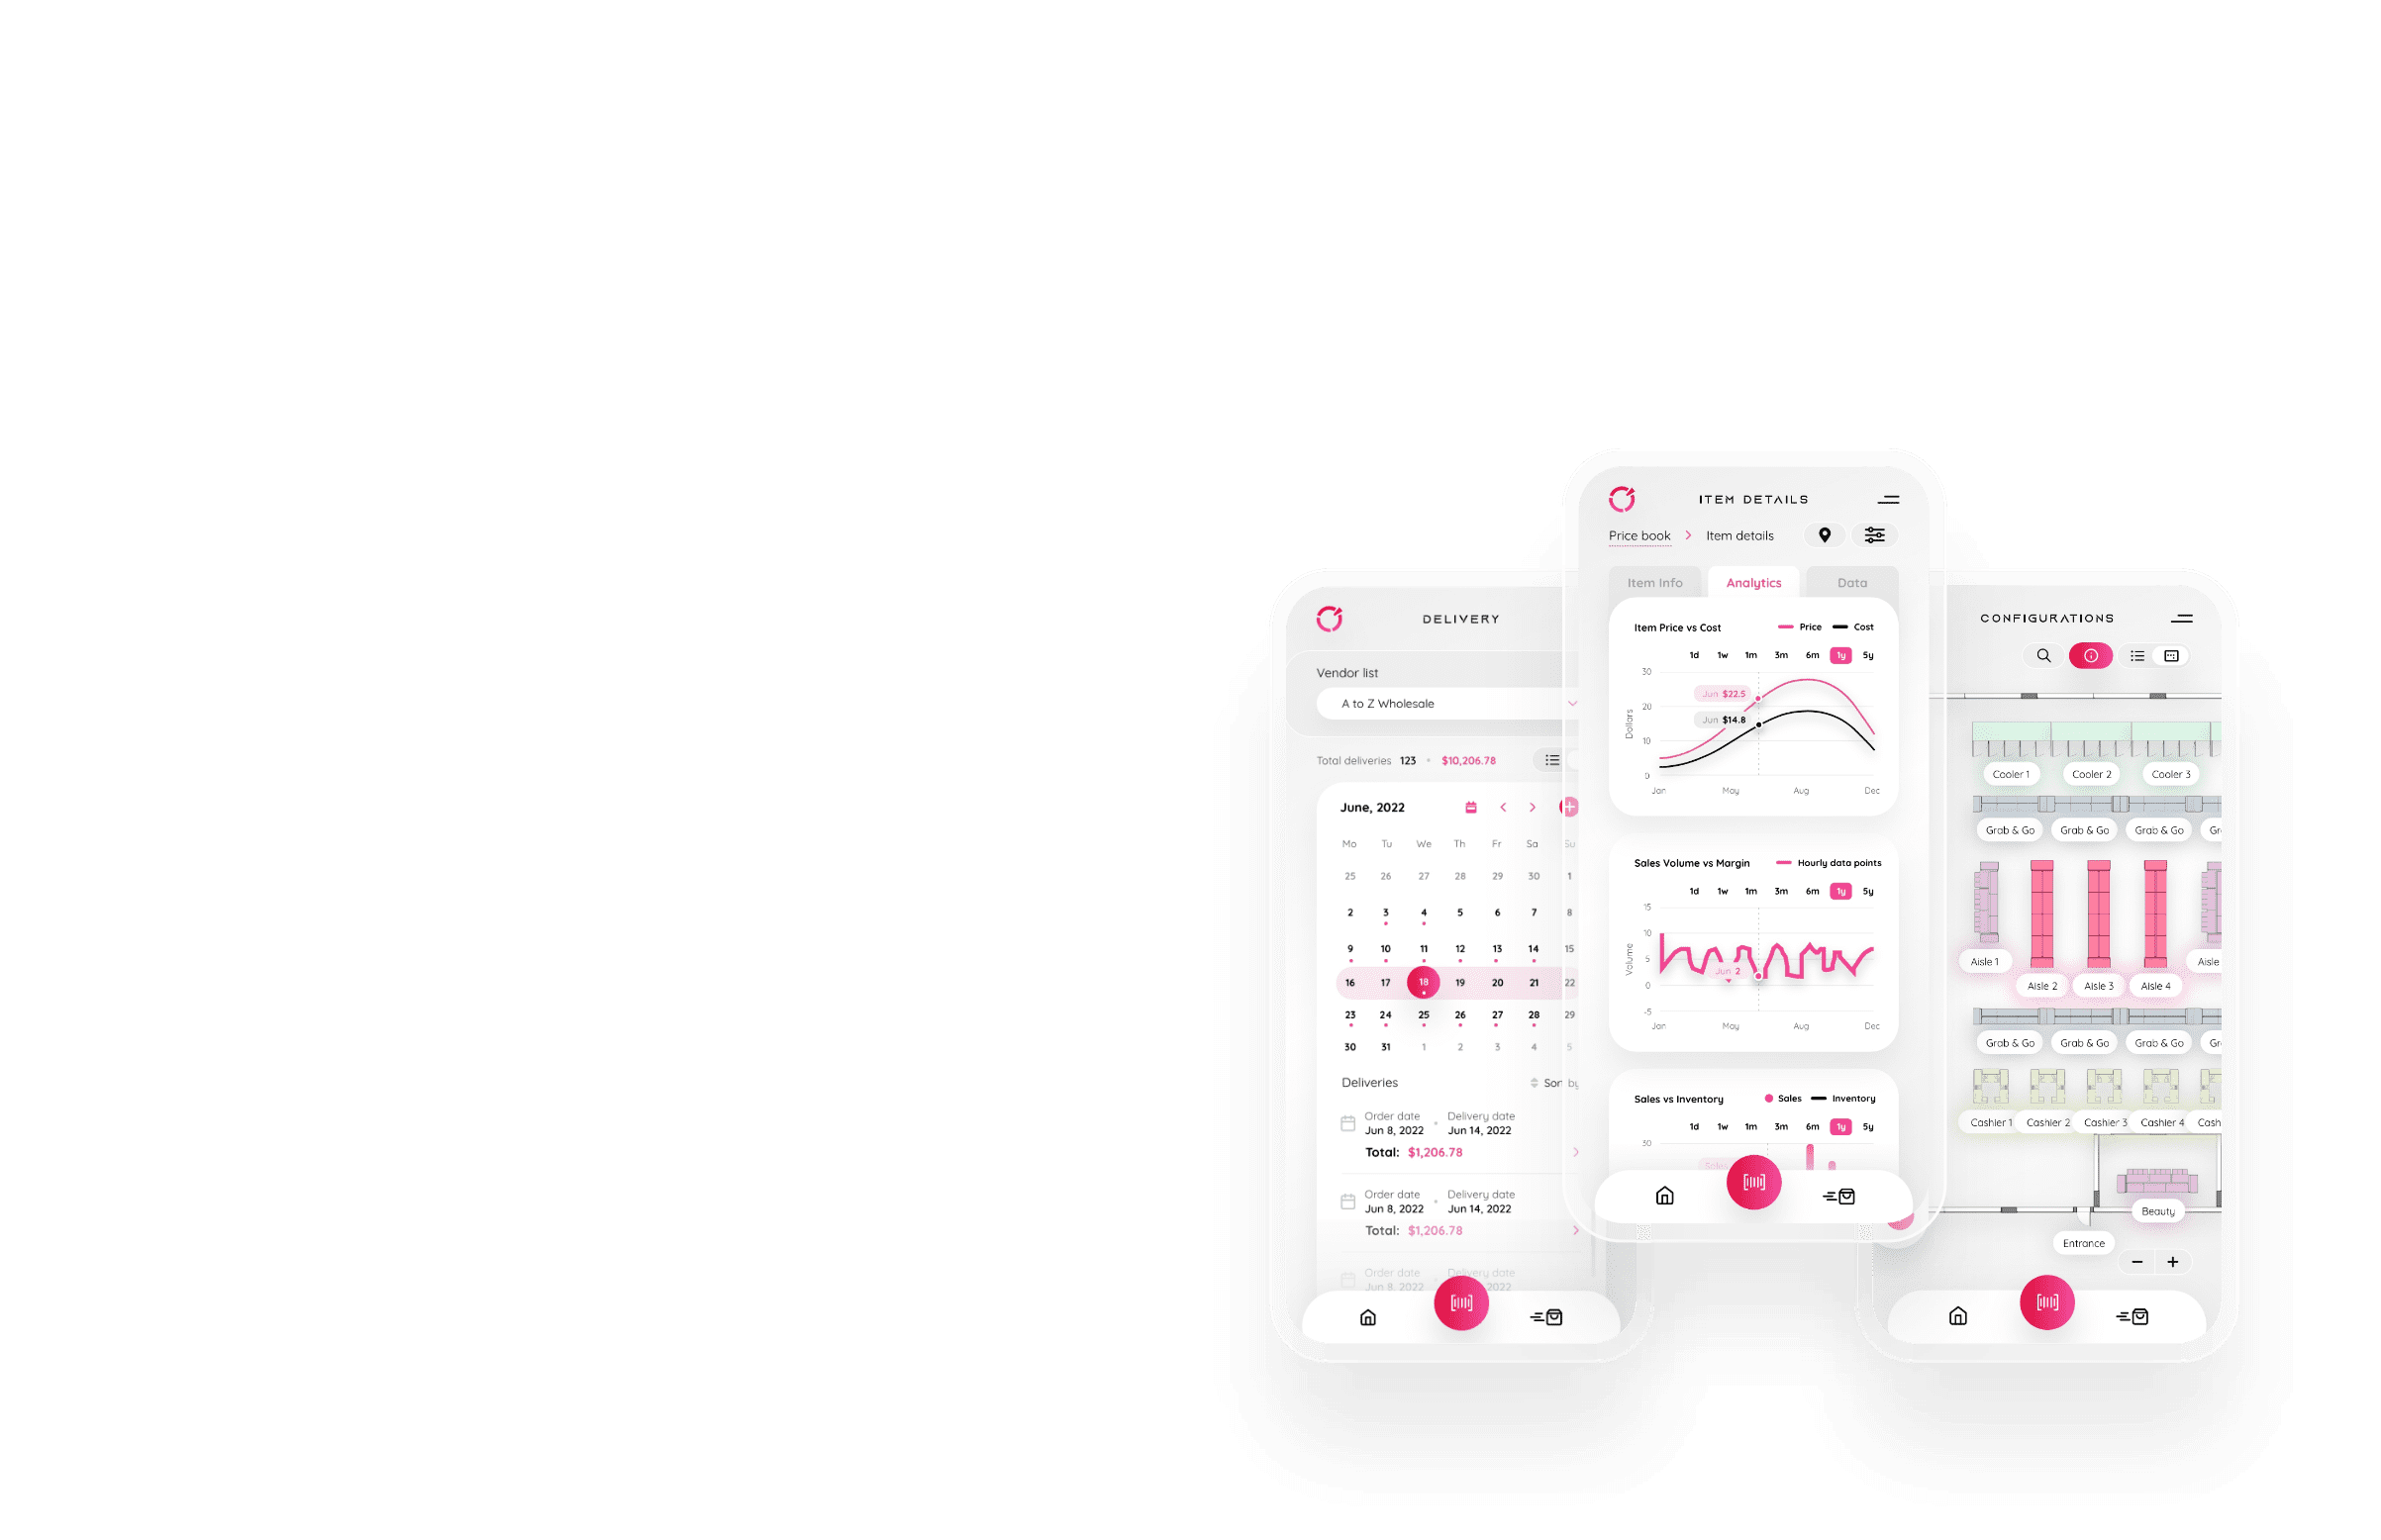 DELIVERY
Vendor list
A to Z Wholesale
Total deliveries 123 • $10,206.78
June, 2022
Mo Tu We Th Fr Sa Su
25 26 27 28 29 30 1
2 3 4 5 6 7 8
9 10 11 12 13 14 15
16 17 18 19 20 21 22
23 24 25 26 27 28 29
30 31 1 2 3 4 5
Deliveries Sort by
Order date • Delivery date
Jun 8, 2022 Jun 14, 2022
Total: $1,206.78
Order date • Delivery date
Jun 8, 2022 Jun 14, 2022
Total: $1,206.78
Order date Delivery date
Jun 8, 2022 Jun 14, 2022
ITEM DETAILS
Price book > Item details
Item Info Analytics Data
Item Price vs Cost Price Cost
1d 1w 1m 3m 6m 1y 5y
30
Jun $22.5
20
Jun $14.8
10
0
Dollars
Jan May Aug Dec
Sales Volume vs Margin Hourly data points
1d 1w 1m 3m 6m 1y 5y
15
10
5
Jun 2
0
-5
Volume
Jan May Aug Dec
Sales vs Inventory Sales Inventory
1d 1w 1m 3m 6m 1y 5y
30
Sales
CONFIGURATIONS
Cooler 1 Cooler 2 Cooler 3
Grab & Go Grab & Go Grab & Go Gr
Aisle 1 Aisle
Aisle 2 Aisle 3 Aisle 4
Grab & Go Grab & Go Grab & Go Gr
Cashier 1 Cashier 2 Cashier 3 Cashier 4 Cash
Beauty
Entrance